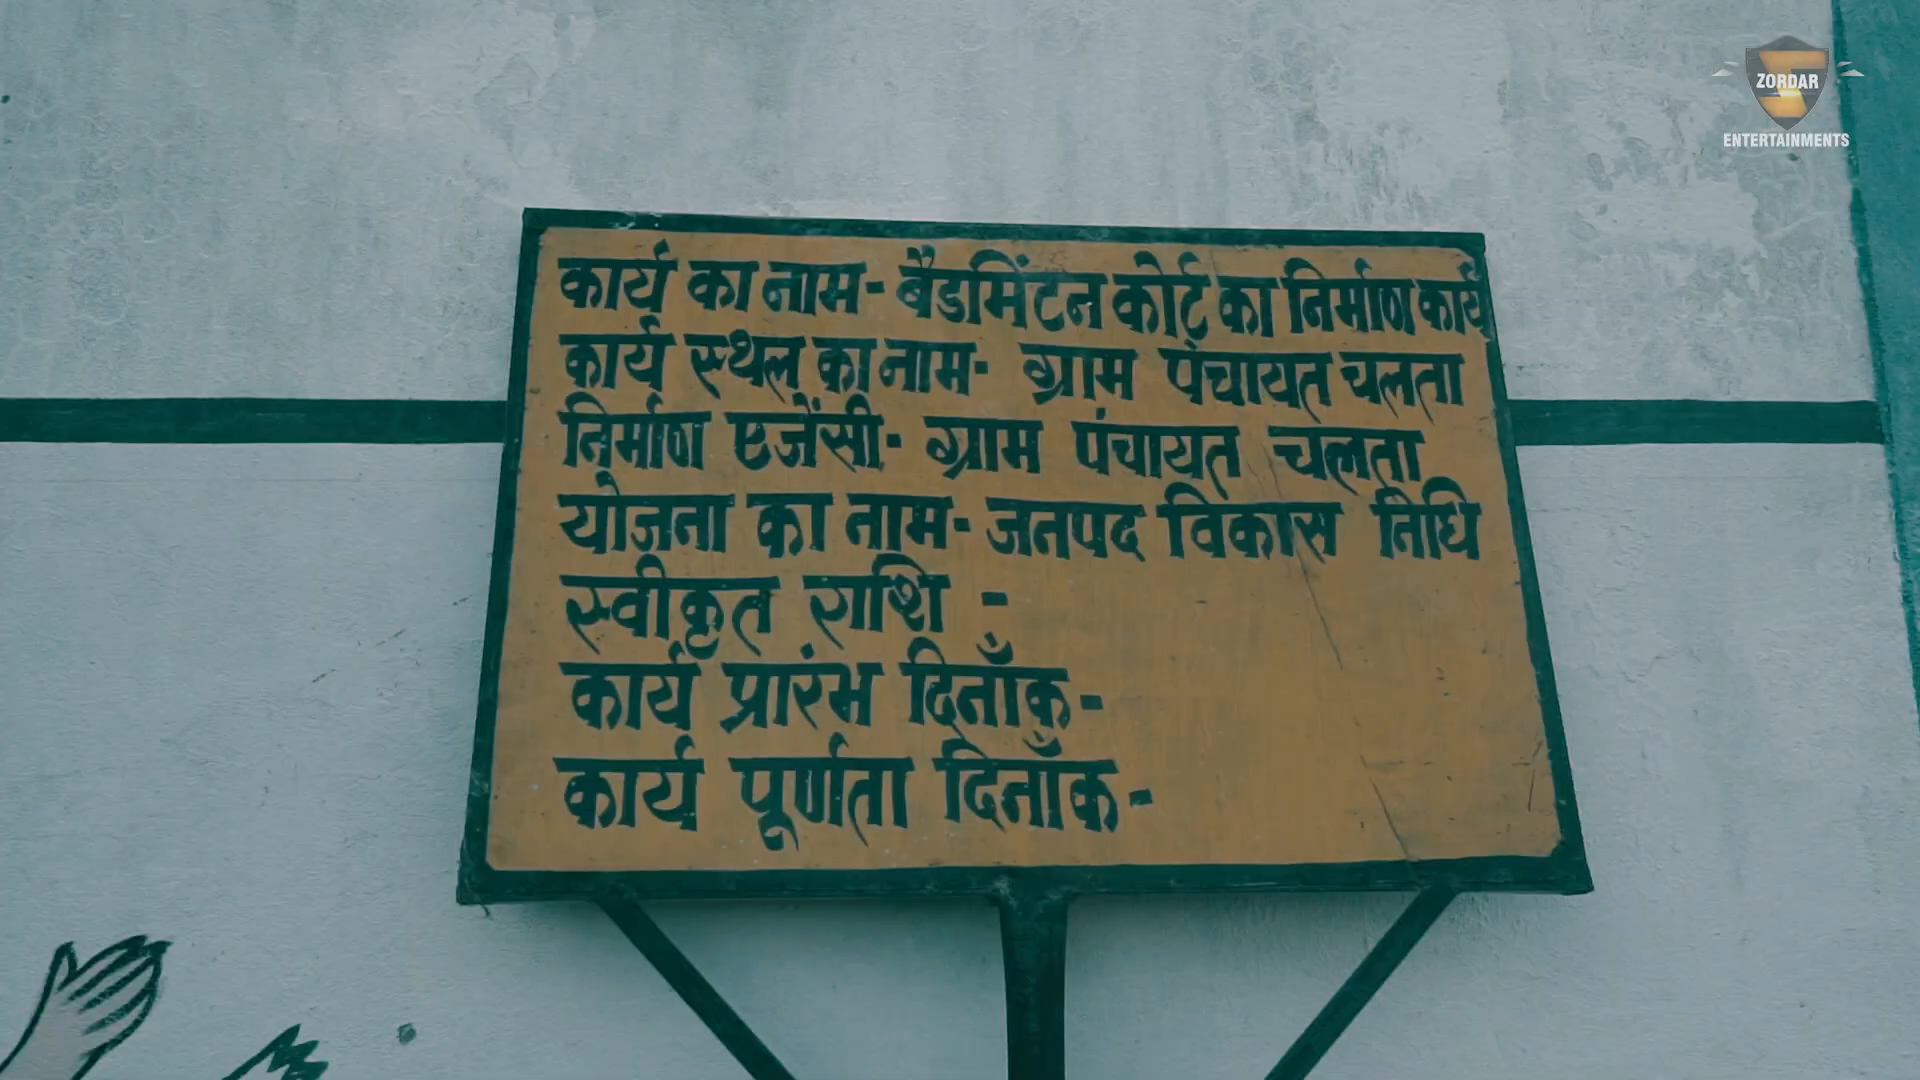 ZORDAR
ENTERTAINMENTS
कार्य का नाम- बैडमिंटन कोर्ट का निर्माण कार्य
कार्य स्थल का नाम- ग्राम पंचायत चलता
निर्माण एजेंसी- ग्राम पंचायत चलता
योजना का नाम- जनपद विकास निधि
स्वीकृत राशि -
कार्य प्रारंभ दिनाँक-
कार्य पूर्णता दिनाँक-